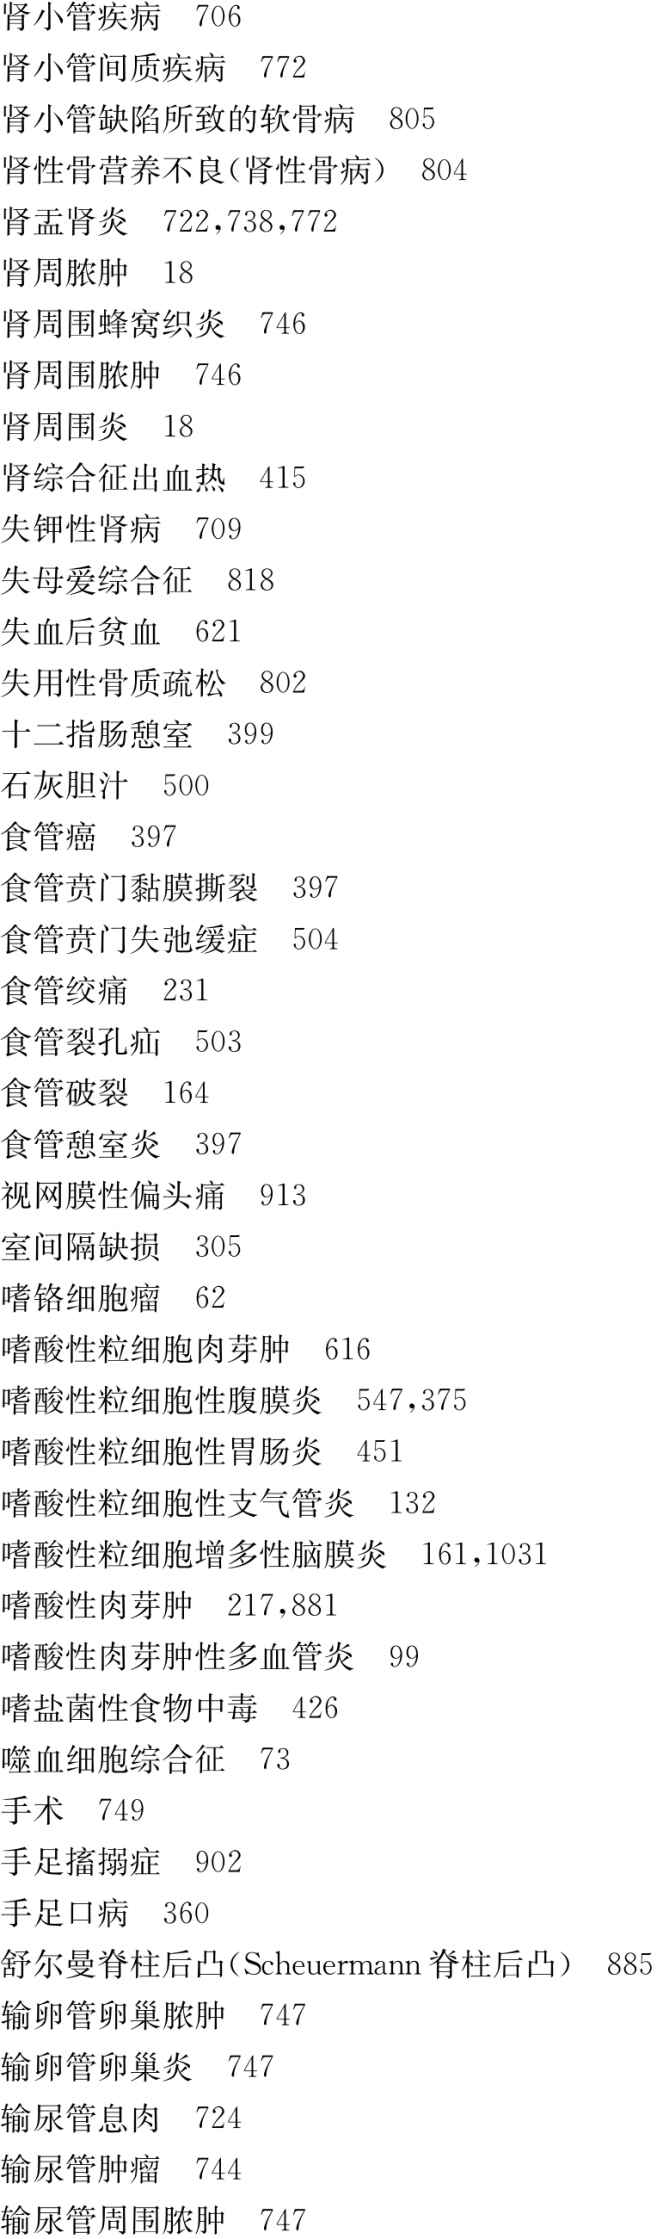 肾小管疾病　706
肾小管间质疾病　772
肾小管缺陷所致的软骨病　805
肾性骨营养不良(肾性骨病)　804
肾盂肾炎　722,738,772
肾周脓肿　18
肾周围蜂窝织炎　746
肾周围脓肿　746
肾周围炎　18
肾综合征出血热　415
失钾性肾病　709
失母爱综合征　818
失血后贫血　621
失用性骨质疏松　802
十二指肠憩室　399
石灰胆汁　500
食管癌　397
食管贲门黏膜撕裂　397
食管贲门失弛缓症　504
食管绞痛　231
食管裂孔疝　503
食管破裂　164
食管憩室炎　397
视网膜性偏头痛　913
室间隔缺损　305
嗜铬细胞瘤　62
嗜酸性粒细胞肉芽肿　616
嗜酸性粒细胞性腹膜炎　547,375
嗜酸性粒细胞性胃肠炎　451
嗜酸性粒细胞性支气管炎　132
嗜酸性粒细胞增多性脑膜炎　161,1031
嗜酸性肉芽肿　217,881
嗜酸性肉芽肿性多血管炎　99
嗜盐菌性食物中毒　426
噬血细胞综合征　73
手术　749
手足搐搦症　902
手足口病　360
舒尔曼脊柱后凸(Scheuermann 脊柱后凸)　885
输卵管卵巢脓肿　747
输卵管卵巢炎　747
输尿管息肉　724
输尿管肿瘤　744
输尿管周围脓肿　747